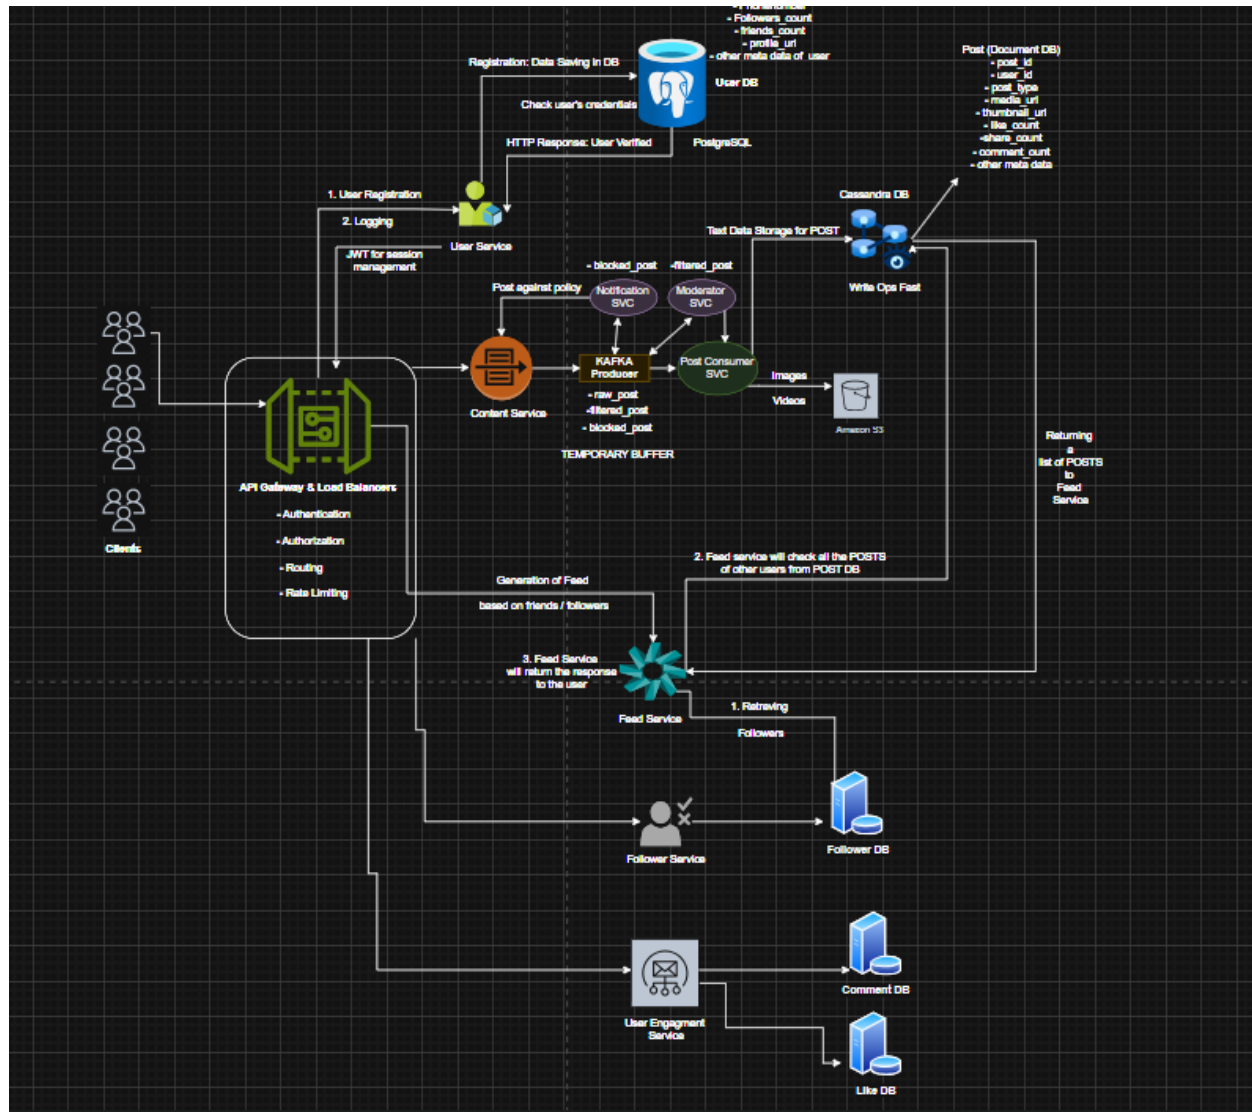 - Followers_count
- friends_count
- profile_url
- other meta data of user
User DB
PostgreSQL
Registration: Data Saving in DB
Check user's credentials
HTTP Response: User Verified
Post (Document DB)
- post_id
- user_id
- post_type
- media_url
- thumbnail_url
- like_count
-share_count
- comment_ount
- other meta data
1. User Registration
2. Logging
User Service
JWT for session
management
Cassandra DB
Text Data Storage for POST
Write Ops Fast
- blocked_post
-filtered_post
Post against policy
Notification
SVC
Moderator
SVC
Content Service
KAFKA
Producer
- raw_post
-filtered_post
- blocked_post
TEMPORARY BUFFER
Post Consumer
SVC
Images
Videos
Amazon S3
Clients
API Gateway & Load Balancers
- Authentication
- Authorization
- Routing
- Rate Limiting
Returning
a
list of POSTS
to
Feed
Service
2. Feed service will check all the POSTS
of other users from POST DB
Generation of Feed
based on friends / followers
3. Feed Service
will return the response
to the user
Feed Service
1. Retreving
Followers
Follower Service
Follower DB
User Engagment
Service
Comment DB
Like DB